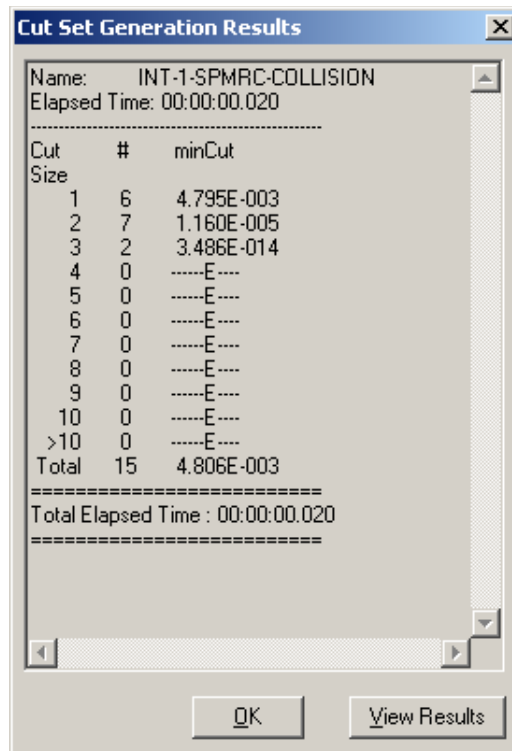 Cut Set Generation Results
Name: INT-1-SPMRC-COLLISION
Elapsed Time: 00:00:00.020
--------------------------------------------------
Cut # minCut
Size
1 6 4.795E-003
2 7 1.160E-005
3 2 3.486E-014
4 0 ------E----
5 0 ------E----
6 0 ------E----
7 0 ------E----
8 0 ------E----
9 0 ------E----
10 0 ------E----
>10 0 ------E----
Total 15 4.806E-003
==========================
Total Elapsed Time : 00:00:00.020
==========================
OK View Results